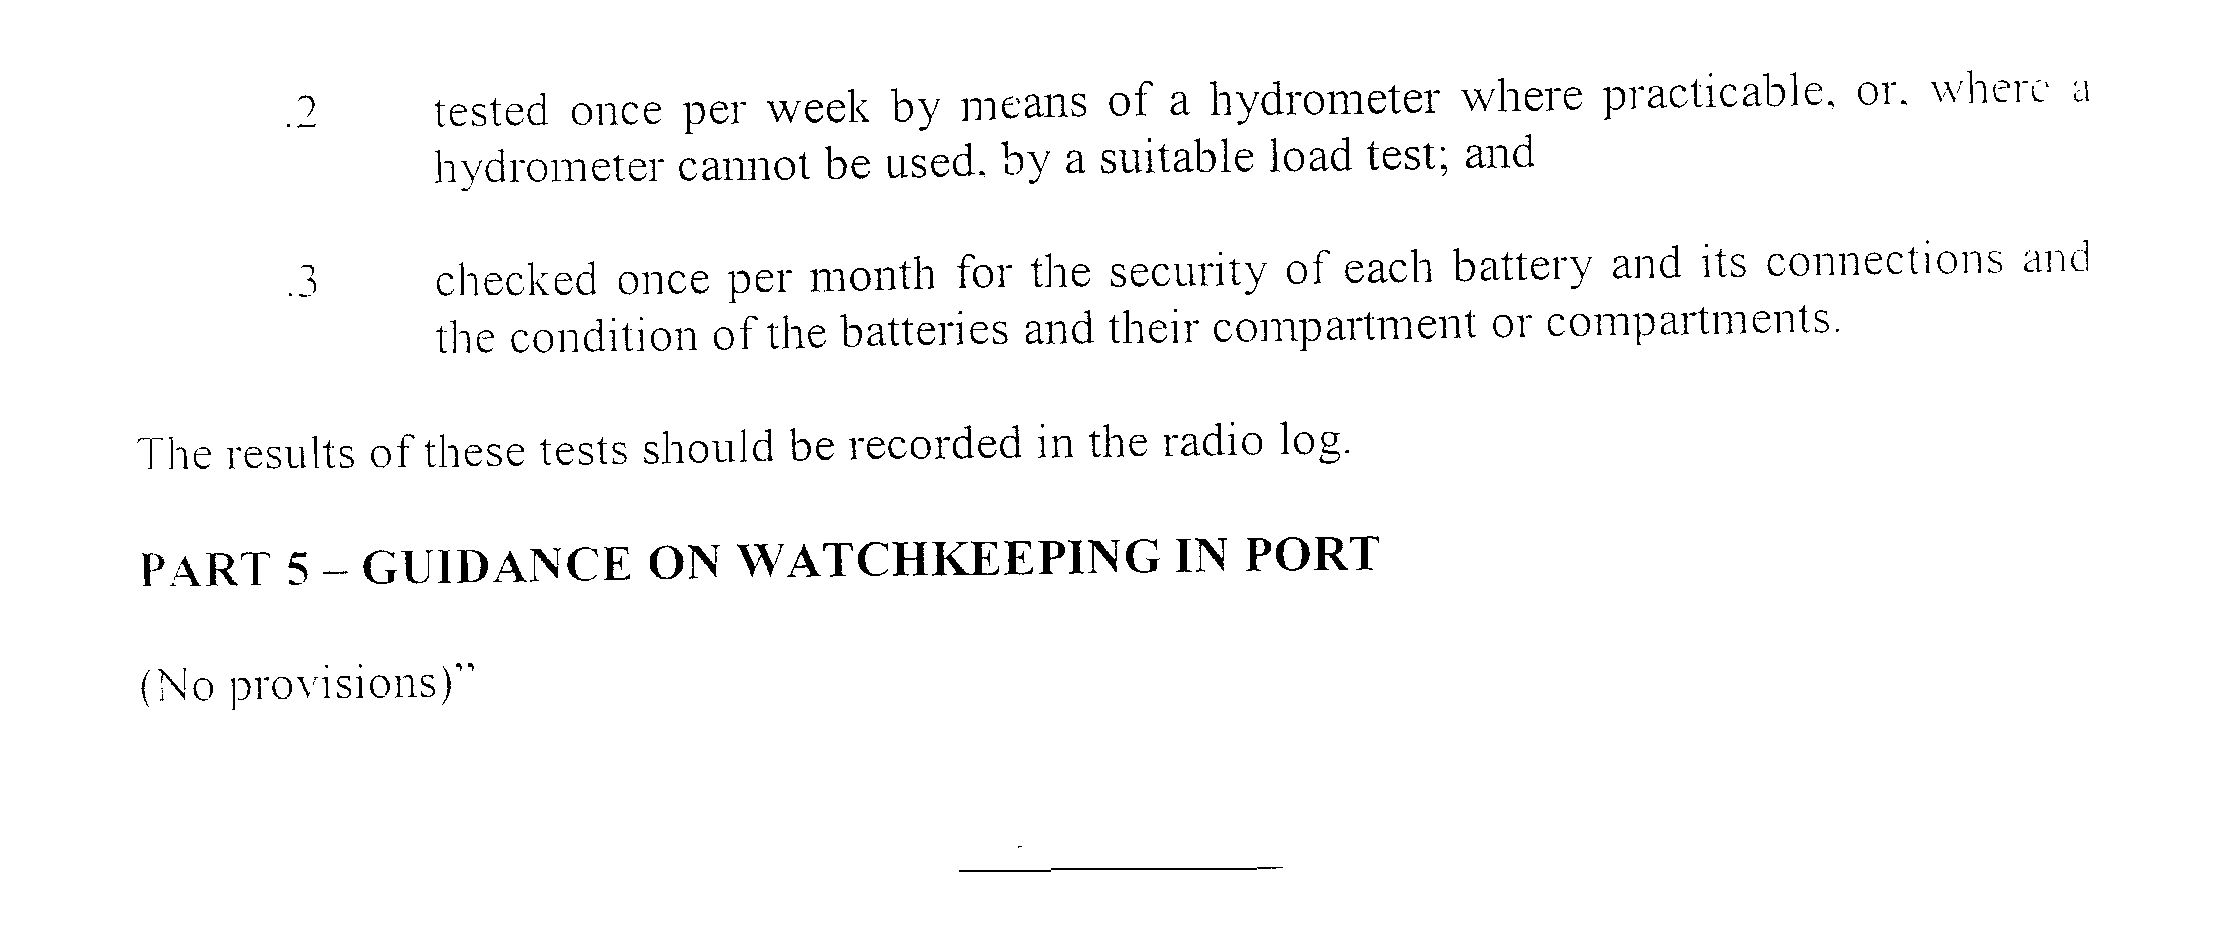 .2 tested once per week by means of a hydrometer where practicable, or, where a
hydrometer cannot be used, by a suitable load test; and
.3 checked once per month for the security of each battery and its connections and
the condition of the batteries and their compartment or compartments.
The results of these tests should be recorded in the radio log.
PART 5 – GUIDANCE ON WATCHKEEPING IN PORT
(No provisions)”